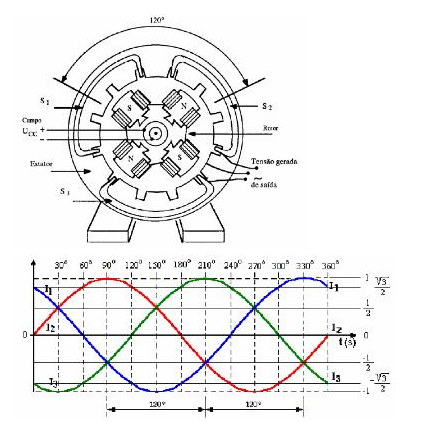 120°
S1
S2
S
N
Campo
UCC
+
-
Rotor
N
S
Estator
Tensão gerada
~
de saída
S
30° 60° 90° 120° 150° 180° 210° 240° 270° 300° 330° 360°
I1
I1
1
√3
2
1
2
I2
I2
0
0
t(s)
-1
2
I3
I3
-√3
2
-1
120°
120°